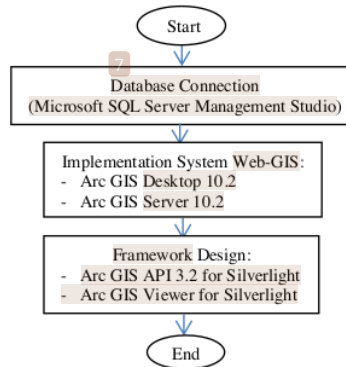 Start
7
Database Connection
(Microsoft SQL Server Management Studio)
Implementation System Web-GIS:
- Arc GIS Desktop 10.2
- Arc GIS Server 10.2
Framework Design:
- Arc GIS API 3.2 for Silverlight
- Arc GIS Viewer for Silverlight
End